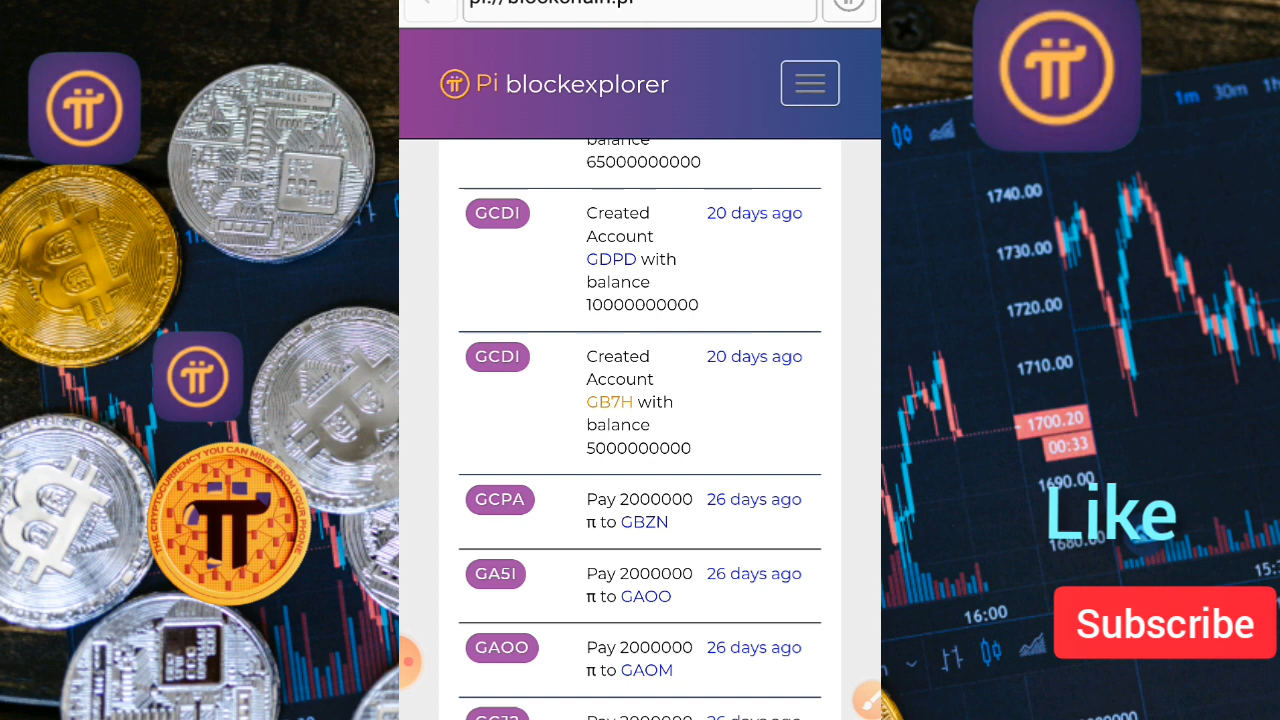 pi://blockchain.pi
Pi blockexplorer
balance
65000000000
GCDI
Created
Account
GDPD with
balance
10000000000
20 days ago
GCDI
Created
Account
GB7H with
balance
5000000000
20 days ago
GCPA
Pay 2000000
π to GBZN
26 days ago
GA5I
Pay 2000000
π to GAOO
26 days ago
GAOO
Pay 2000000
π to GAOM
26 days ago
THE CRYPTOCURRENCY YOU CAN MINE FROM YOUR PHONE
1m 30m
1740.00
1730.00
1720.00
1710.00
1700.20
00:33
1690.00
1680.00
16:00
Like
Subscribe